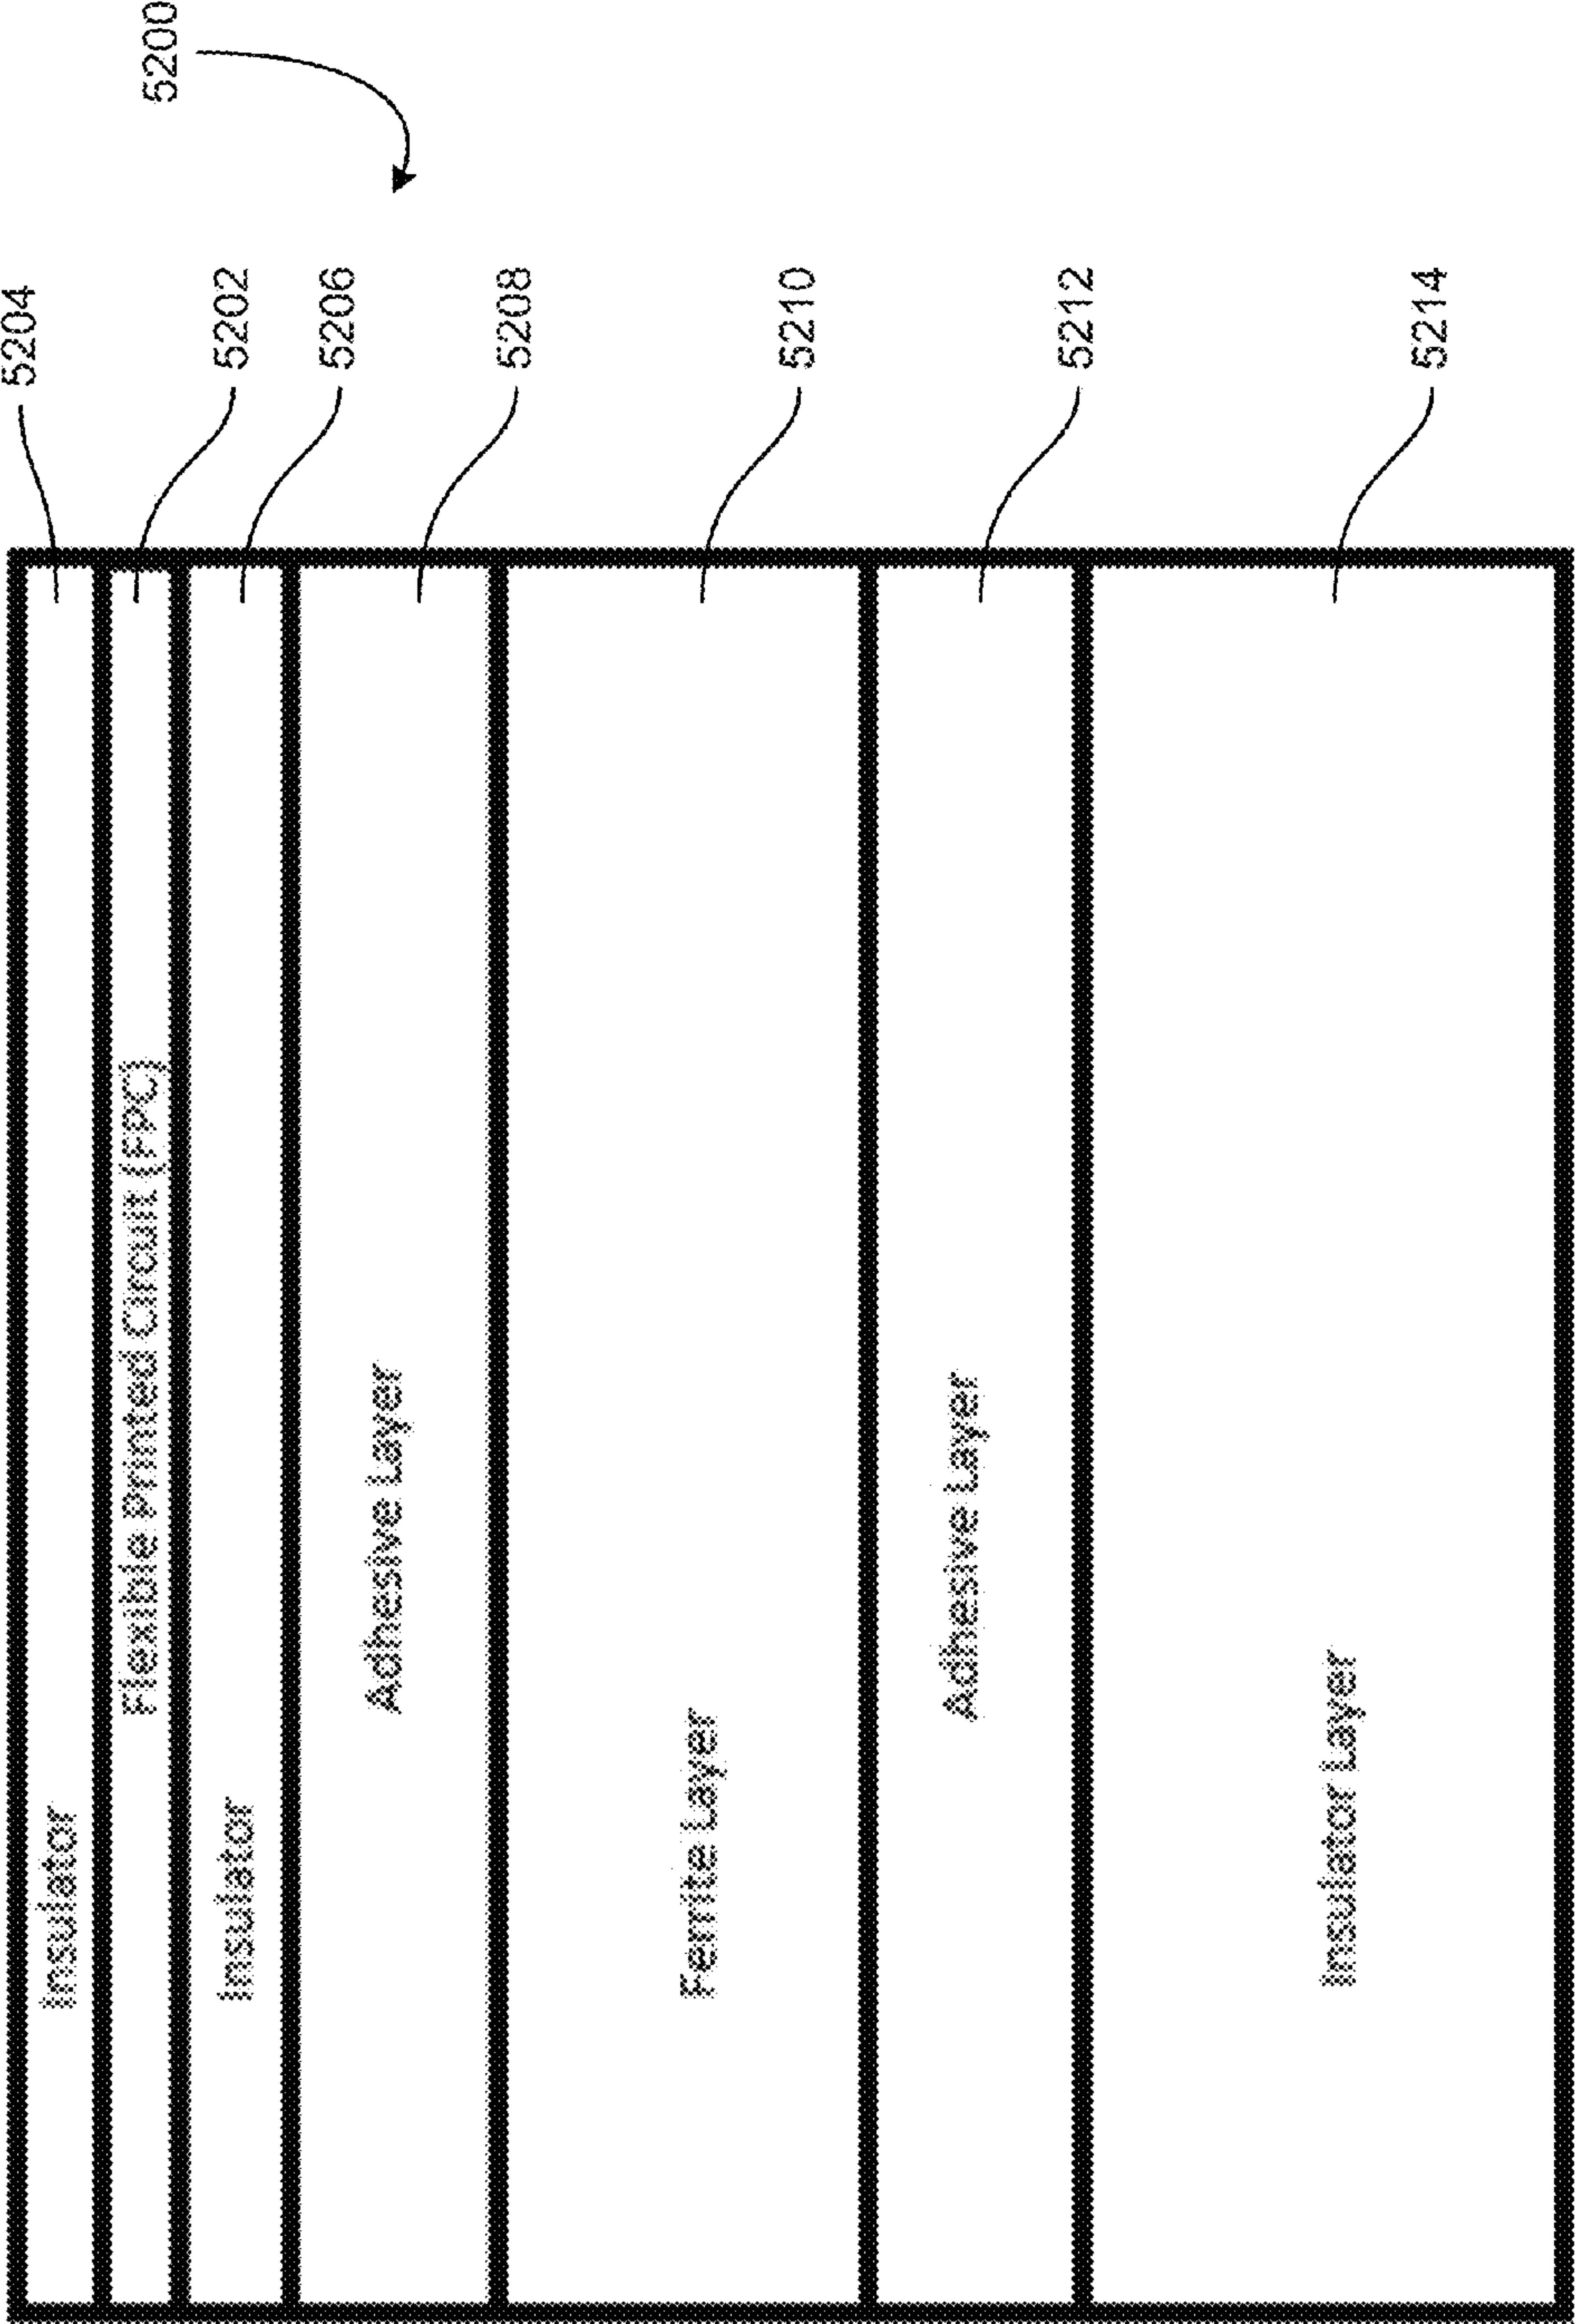 5200
5204
Insulator
5202
Flexible Printed Circuit (FPC)
5206
Insulator
5208
Adhesive Layer
5210
Ferrite Layer
5212
Adhesive Layer
5214
Insulator Layer